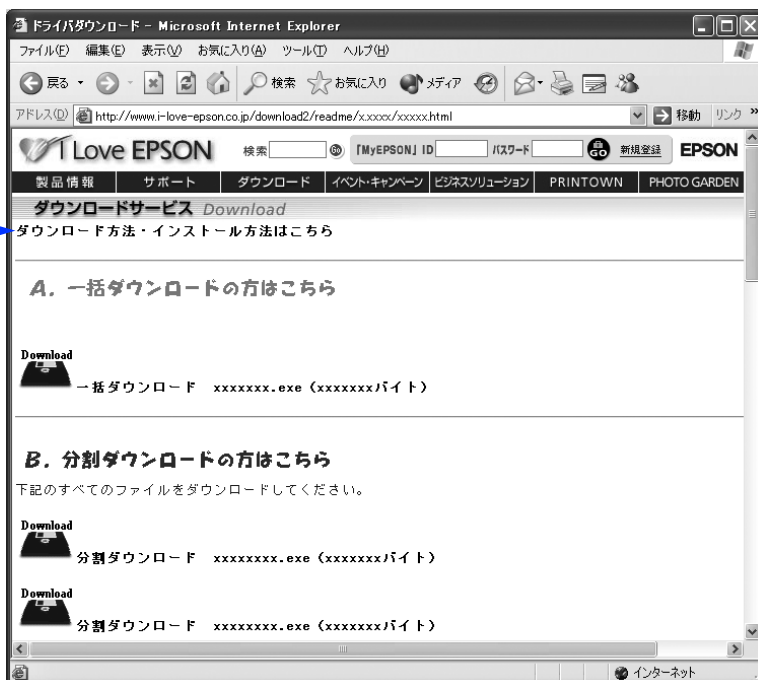 ドライバダウンロード - Microsoft Internet Explorer
ファイル(F) 編集(E) 表示(V) お気に入り(A) ツール(T) ヘルプ(H)
戻る 検索 お気に入り メディア
アドレス(D) http://www.i-love-epson.co.jp/download2/readme/x.xxxx/xxxxx.html 移動 リンク »
I Love EPSON 検索 GO 「MyEPSON」 ID パスワード GO 新規登録 EPSON
製品情報 サポート ダウンロード イベント・キャンペーン ビジネスソリューション PRINTOWN PHOTO GARDEN
ダウンロードサービス Download
ダウンロード方法・インストール方法はこちら
A. 一括ダウンロードの方はこちら
Download
一括ダウンロード xxxxxxx.exe (xxxxxxxバイト)
B. 分割ダウンロードの方はこちら
下記のすべてのファイルをダウンロードしてください。
Download
分割ダウンロード xxxxxxxx.exe (xxxxxxxバイト)
Download
分割ダウンロード xxxxxxxx.exe (xxxxxxxバイト)
インターネット